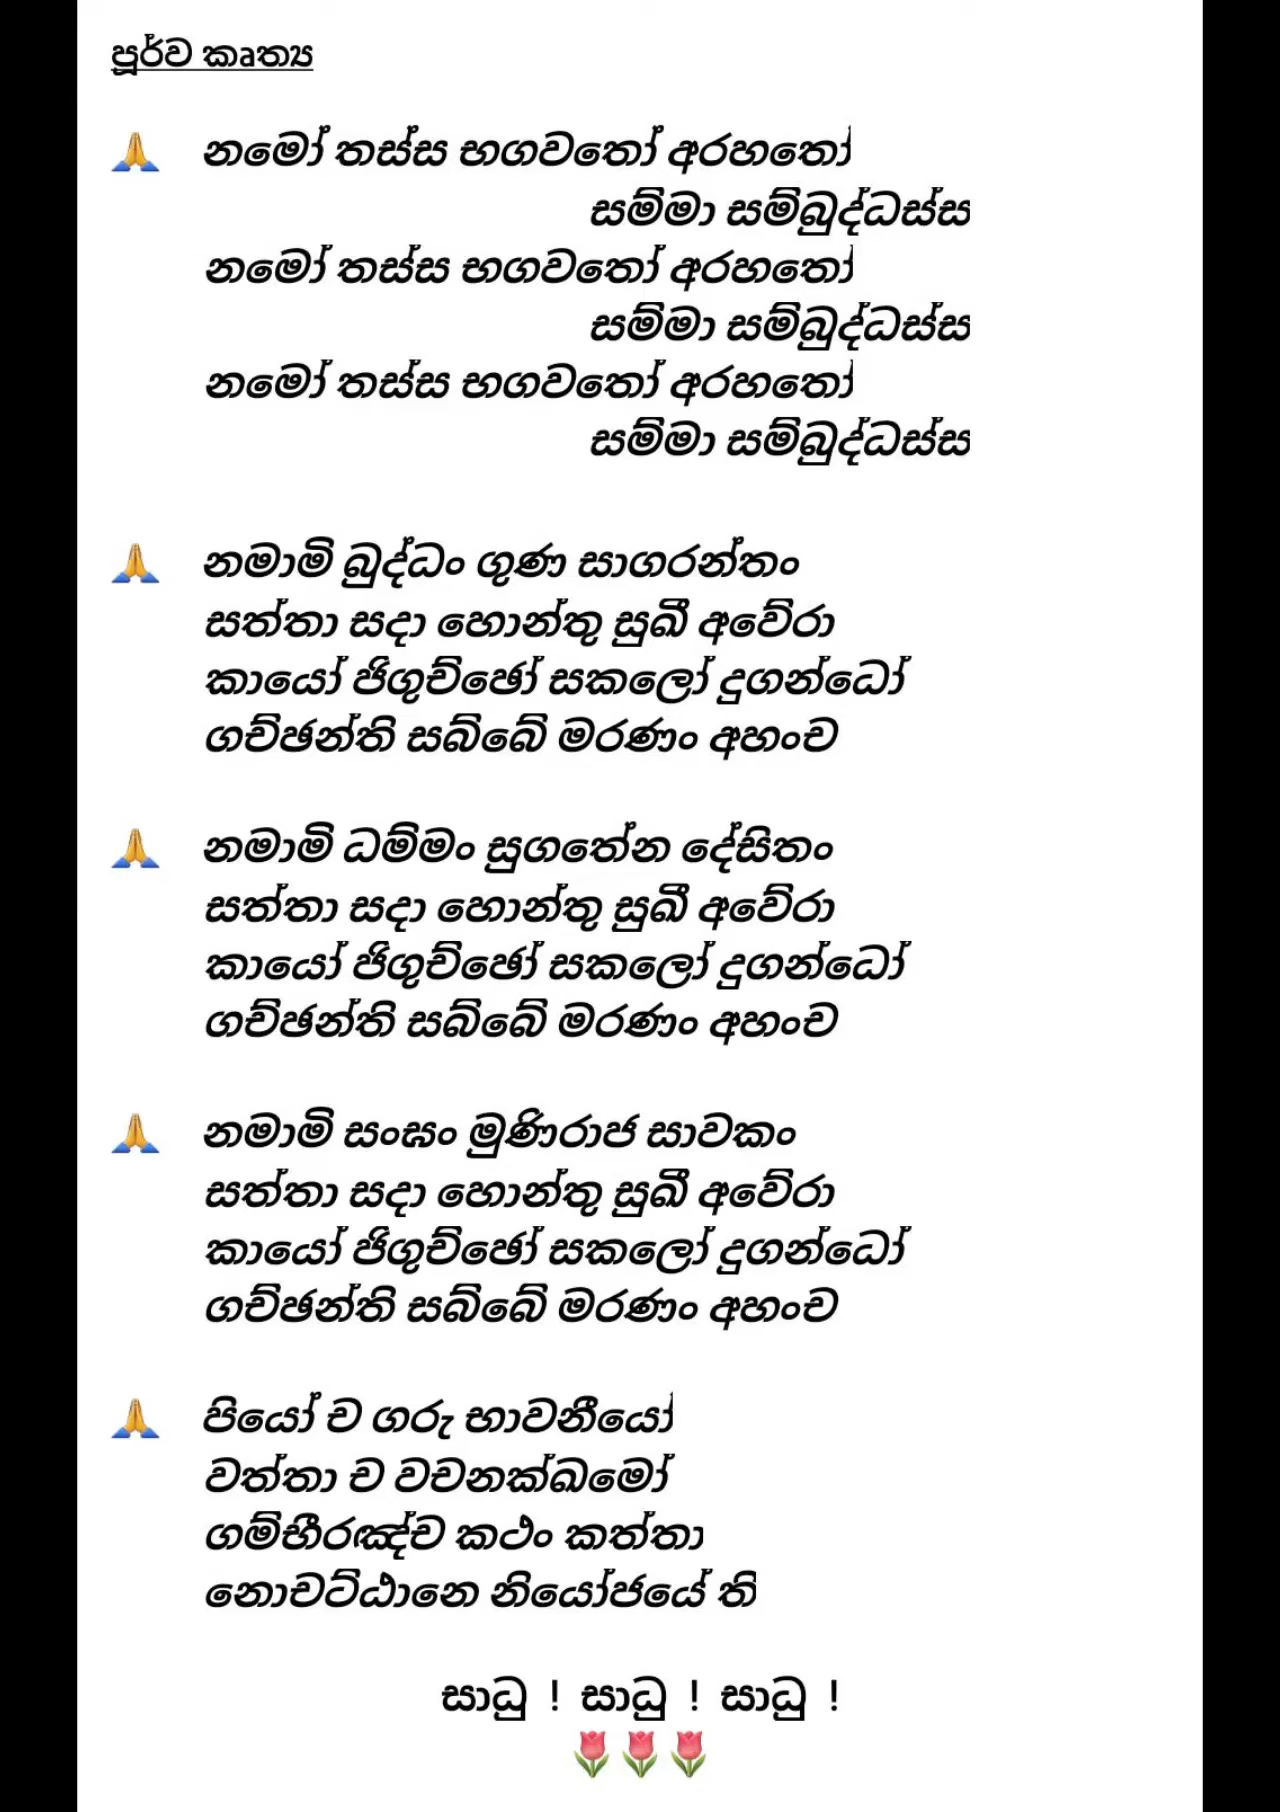 පූර්ව කෘත්‍ය
🙏 නමෝ තස්ස භගවතෝ අරහතෝ
සම්මා සම්බුද්ධස්ස
නමෝ තස්ස භගවතෝ අරහතෝ
සම්මා සම්බුද්ධස්ස
නමෝ තස්ස භගවතෝ අරහතෝ
සම්මා සම්බුද්ධස්ස
🙏 නමාමි බුද්ධං ගුණ සාගරන්තං
සත්තා සදා හොන්තු සුඛී අවේරා
කායෝ ජිගුච්ඡෝ සකලෝ දුගන්ධෝ
ගච්ඡන්ති සබ්බේ මරණං අහංච
🙏 නමාමි ධම්මං සුගතේන දේසිතං
සත්තා සදා හොන්තු සුඛී අවේරා
කායෝ ජිගුච්ඡෝ සකලෝ දුගන්ධෝ
ගච්ඡන්ති සබ්බේ මරණං අහංච
🙏 නමාමි සංඝං මුණිරාජ සාවකං
සත්තා සදා හොන්තු සුඛී අවේරා
කායෝ ජිගුච්ඡෝ සකලෝ දුගන්ධෝ
ගච්ඡන්ති සබ්බේ මරණං අහංච
🙏 පියෝ ච ගරු භාවනීයෝ
වත්තා ච වචනක්ඛමෝ
ගම්භීරඤ්ච කථං කත්තා
නොචට්ඨානෙ නියෝජයේ ති
සාධු ! සාධු ! සාධු !
🌷🌷🌷